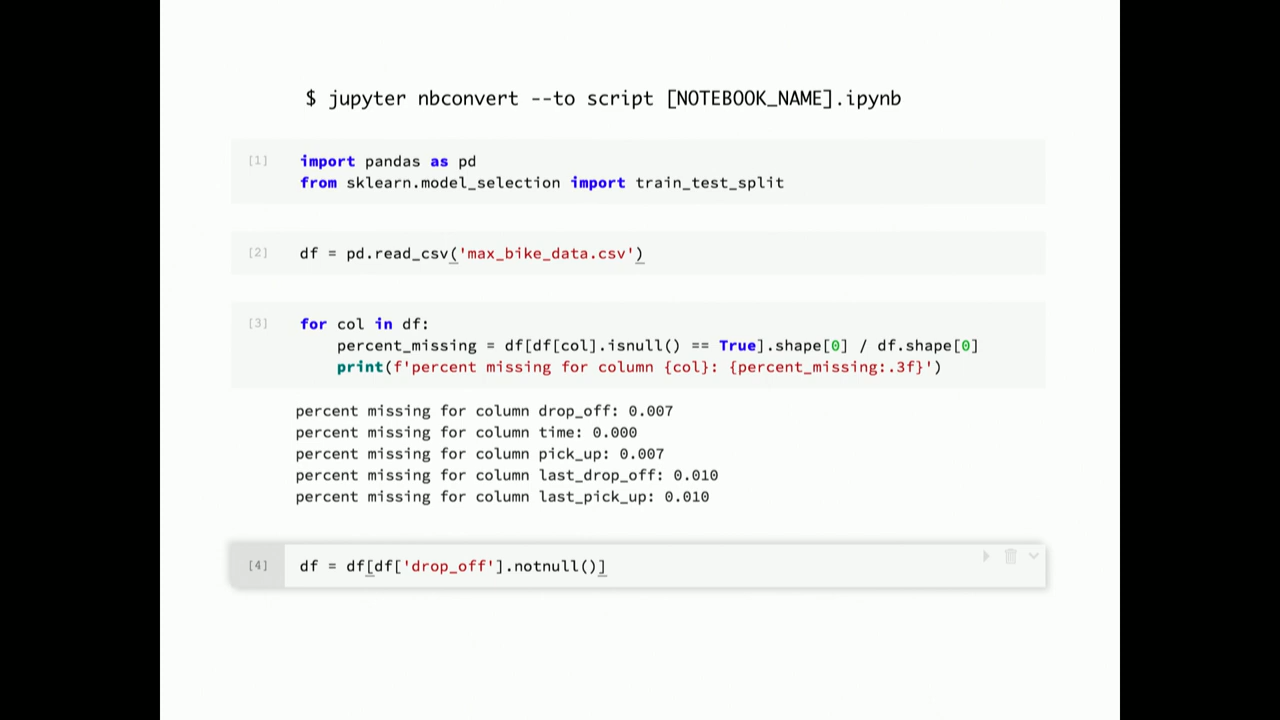 $ jupyter nbconvert --to script [NOTEBOOK_NAME].ipynb
[1] import pandas as pd
from sklearn.model_selection import train_test_split
[2] df = pd.read_csv('max_bike_data.csv')
[3] for col in df:
    percent_missing = df[df[col].isnull() == True].shape[0] / df.shape[0]
    print(f'percent missing for column {col}: {percent_missing:.3f}')
percent missing for column drop_off: 0.007
percent missing for column time: 0.000
percent missing for column pick_up: 0.007
percent missing for column last_drop_off: 0.010
percent missing for column last_pick_up: 0.010
[4] df = df[df['drop_off'].notnull()]